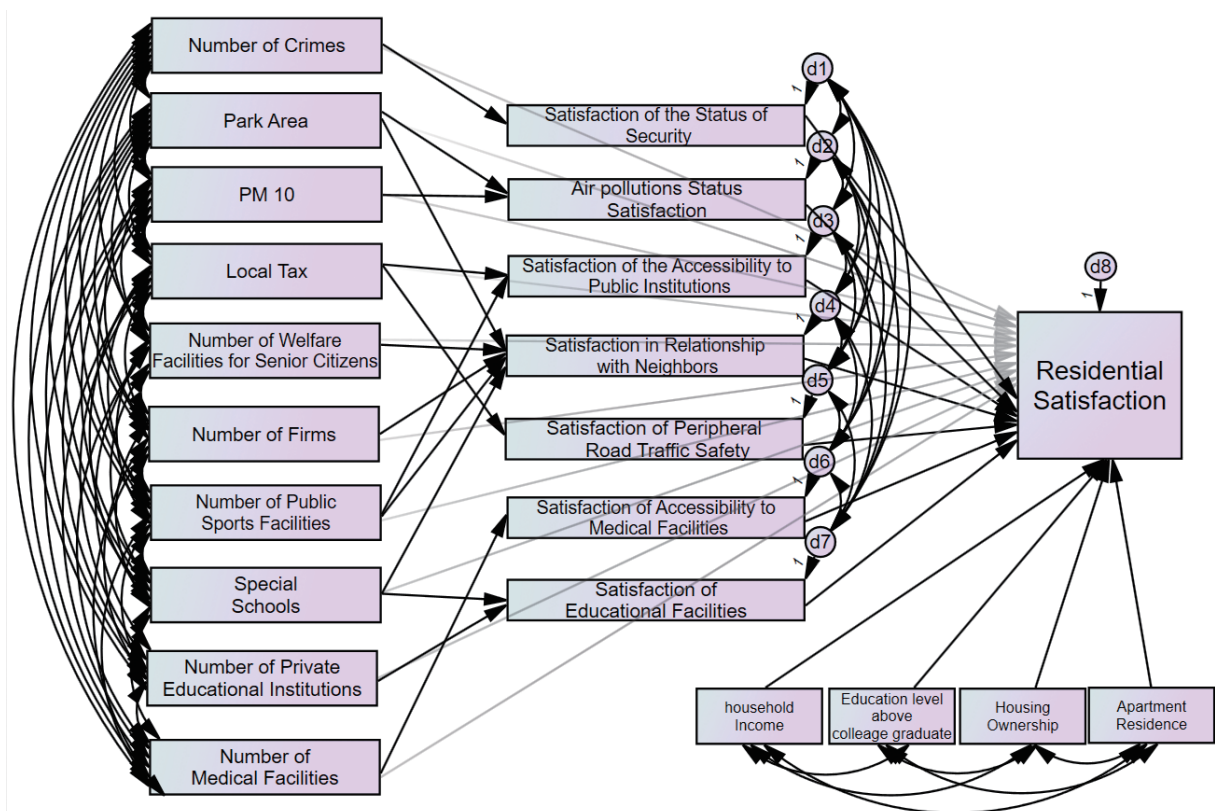 Number of Crimes
Park Area
PM 10
Local Tax
Number of Welfare
Facilities for Senior Citizens
Number of Firms
Number of Public
Sports Facilities
Special
Schools
Number of Private
Educational Institutions
Number of
Medical Facilities
d1
1
Satisfaction of the Status of
Security
d2
1
Air pollutions Status
Satisfaction
d3
1
Satisfaction of the Accessibility to
Public Institutions
d4
1
Satisfaction in Relationship
with Neighbors
d5
1
Satisfaction of Peripheral
Road Traffic Safety
d6
1
Satisfaction of Accessibility to
Medical Facilities
d7
1
Satisfaction of
Educational Facilities
d8
1
Residential
Satisfaction
household
Income
Education level
above
colleage graduate
Housing
Ownership
Apartment
Residence